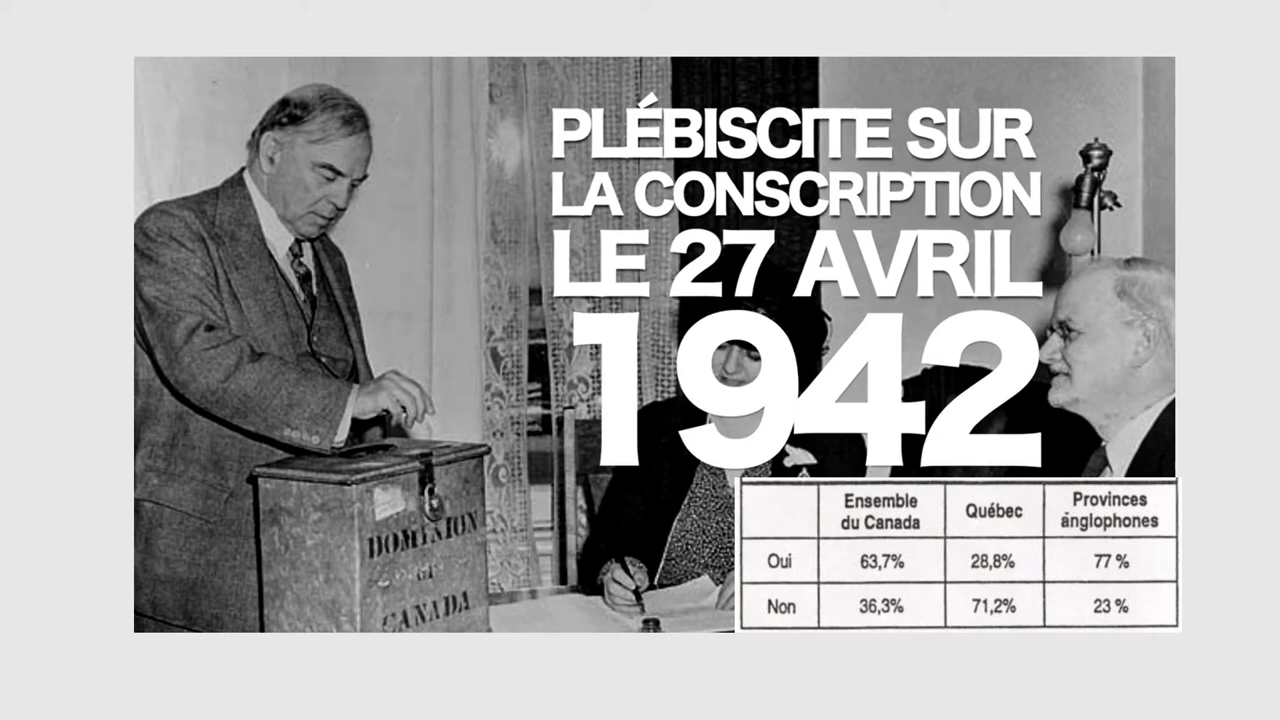 PLÉBISCITE SUR
LA CONSCRIPTION
LE 27 AVRIL
1942
DOMINION
OF
CANADA
Ensemble du Canada Québec Provinces anglophones
Oui 63,7% 28,8% 77 %
Non 36,3% 71,2% 23 %